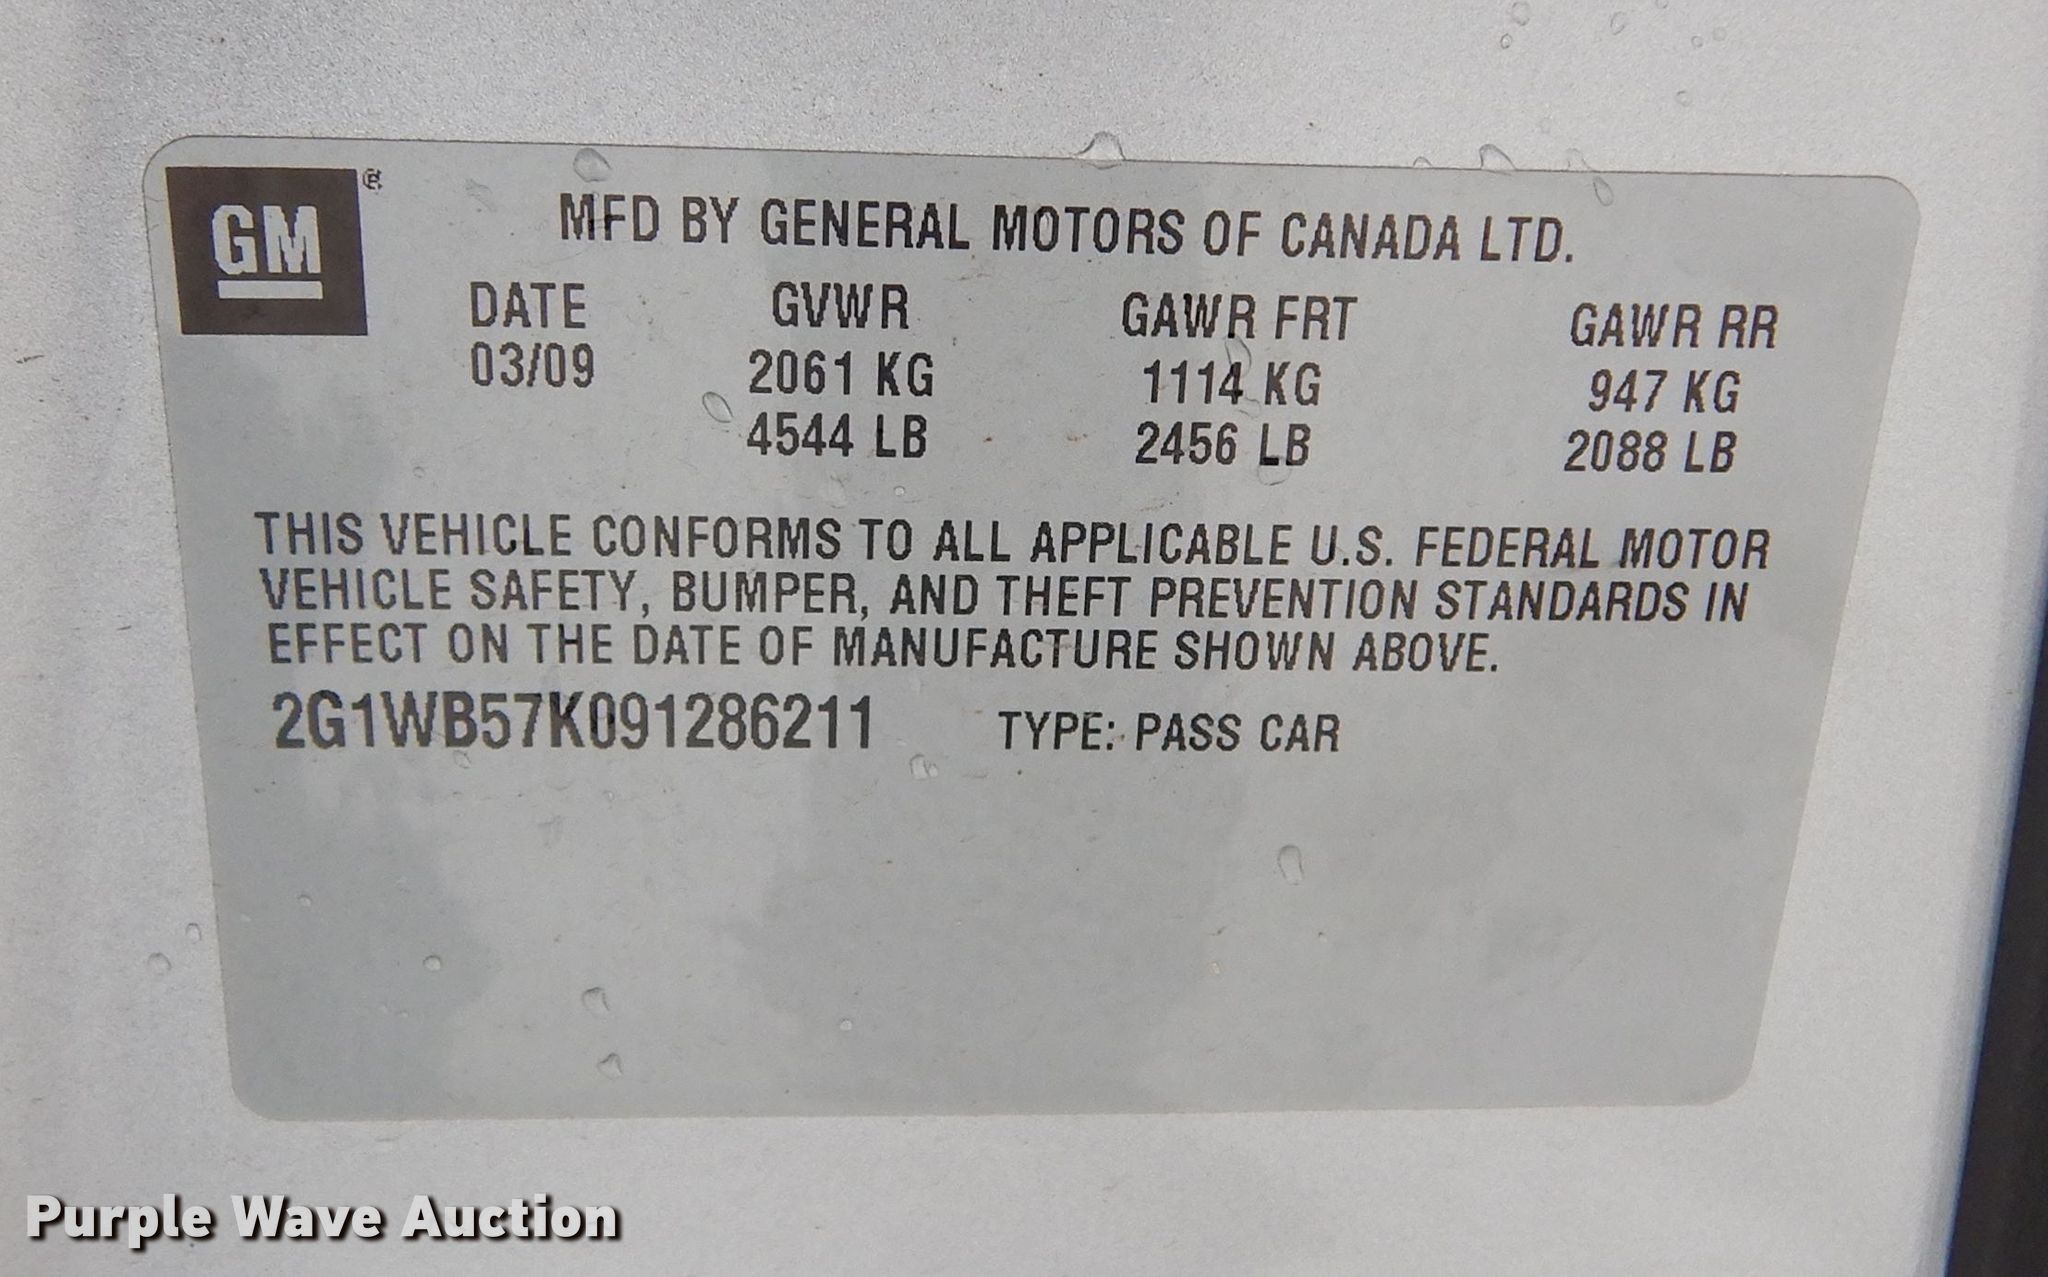 GM®
MFD BY GENERAL MOTORS OF CANADA LTD.
DATE GVWR GAWR FRT GAWR RR
03/09 2061 KG 1114 KG 947 KG
4544 LB 2456 LB 2088 LB
THIS VEHICLE CONFORMS TO ALL APPLICABLE U.S. FEDERAL MOTOR
VEHICLE SAFETY, BUMPER, AND THEFT PREVENTION STANDARDS IN
EFFECT ON THE DATE OF MANUFACTURE SHOWN ABOVE.
2G1WB57K091286211 TYPE: PASS CAR
Purple Wave Auction